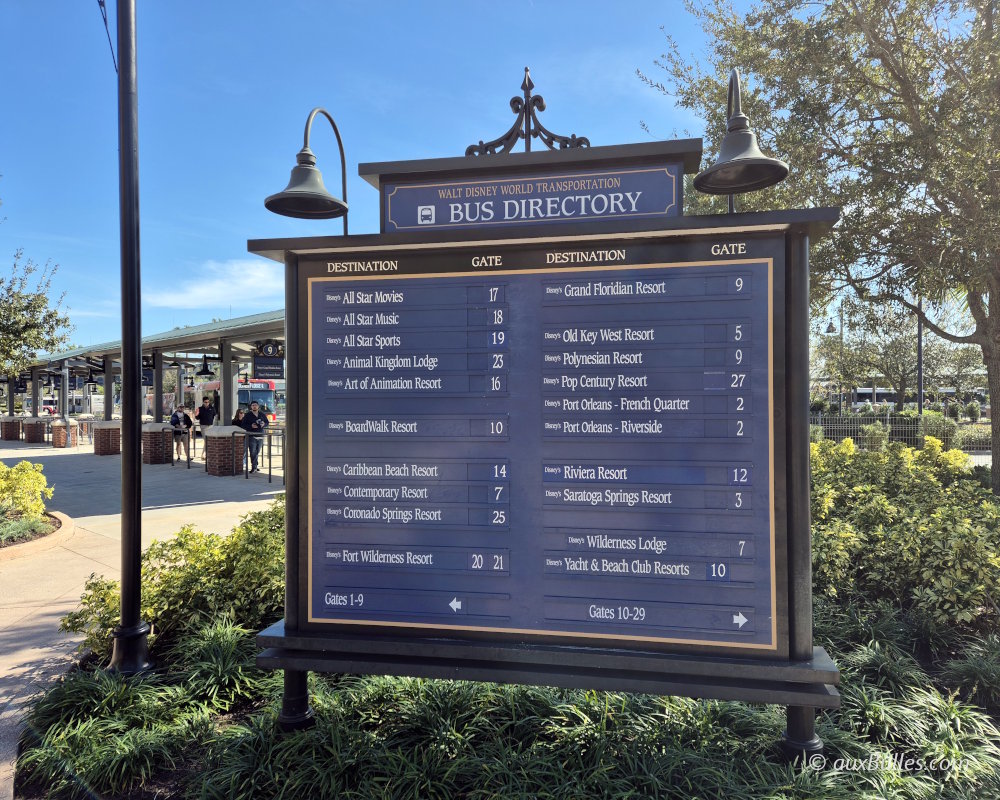 WALT DISNEY WORLD TRANSPORTATION
BUS DIRECTORY
DESTINATION GATE
Disney's All Star Movies 17
Disney's All Star Music 18
Disney's All Star Sports 19
Disney's Animal Kingdom Lodge 23
Disney's Art of Animation Resort 16
Disney's BoardWalk Resort 10
Disney's Caribbean Beach Resort 14
Disney's Contemporary Resort 7
Disney's Coronado Springs Resort 25
Disney's Fort Wilderness Resort 20 21
Gates 1-9
DESTINATION GATE
Disney's Grand Floridian Resort 9
Disney's Old Key West Resort 5
Disney's Polynesian Resort 9
Disney's Pop Century Resort 27
Disney's Port Orleans - French Quarter 2
Disney's Port Orleans - Riverside 2
Disney's Riviera Resort 12
Disney's Saratoga Springs Resort 3
Disney's Wilderness Lodge 7
Disney's Yacht & Beach Club Resorts 10
Gates 10-29
9
© auxBulles.com